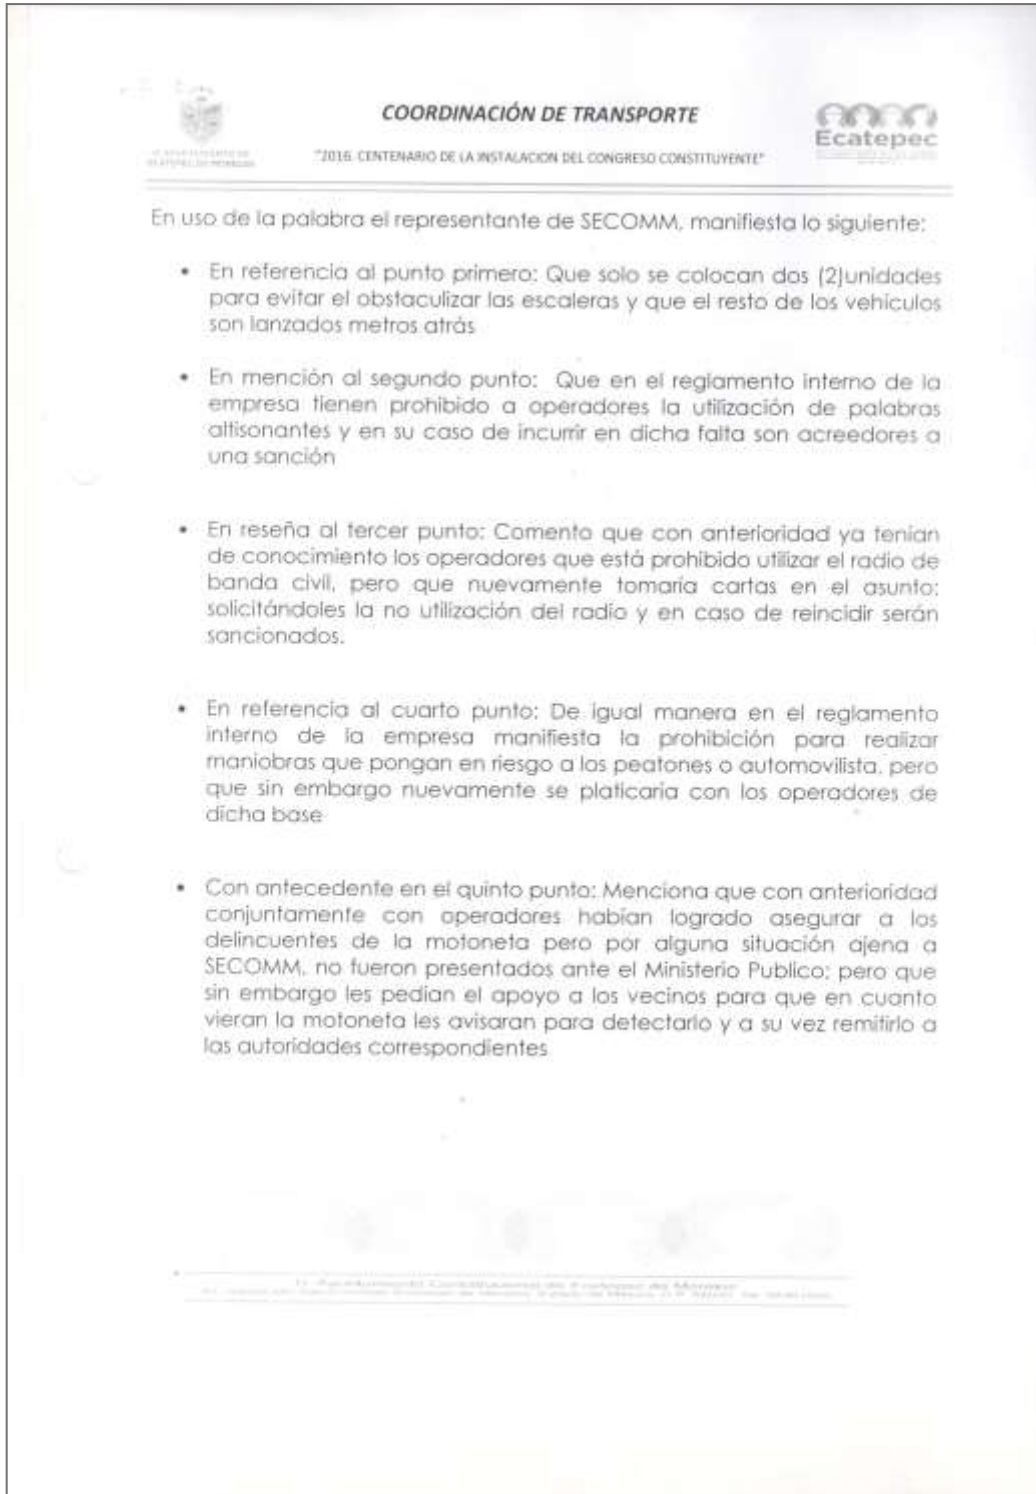 COORDINACIÓN DE TRANSPORTE
Ecatepec
"2016. CENTENARIO DE LA INSTALACION DEL CONGRESO CONSTITUYENTE"
En uso de la palabra el representante de SECOMM, manifiesta lo siguiente:
• En referencia al punto primero: Que solo se colocan dos (2)unidades
para evitar el obstaculizar las escaleras y que el resto de los vehículos
son lanzados metros atrás
• En mención al segundo punto: Que en el reglamento interno de la
empresa tienen prohibido a operadores la utilización de palabras
altisonantes y en su caso de incurrir en dicha falta son acreedores a
una sanción
• En reseña al tercer punto: Comento que con anterioridad ya tenían
de conocimiento los operadores que está prohibido utilizar el radio de
banda civil, pero que nuevamente tomaría cartas en el asunto;
solicitándoles la no utilización del radio y en caso de reincidir serán
sancionados.
• En referencia al cuarto punto: De igual manera en el reglamento
interno de la empresa manifiesta la prohibición para realizar
maniobras que pongan en riesgo a los peatones o automovilista, pero
que sin embargo nuevamente se platicaría con los operadores de
dicha base
• Con antecedente en el quinto punto: Menciona que con anterioridad
conjuntamente con operadores habían logrado asegurar a los
delincuentes de la motoneta pero por alguna situación ajena a
SECOMM, no fueron presentados ante el Ministerio Publico; pero que
sin embargo les pedían el apoyo a los vecinos para que en cuanto
vieran la motoneta les avisaran para detectarlo y a su vez remitirlo a
las autoridades correspondientes